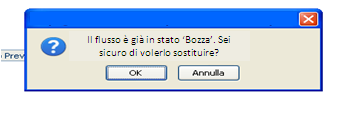 Il flusso è già in stato ‘Bozza’. Sei
sicuro di volerlo sostituire?
Prev
OK
Annulla